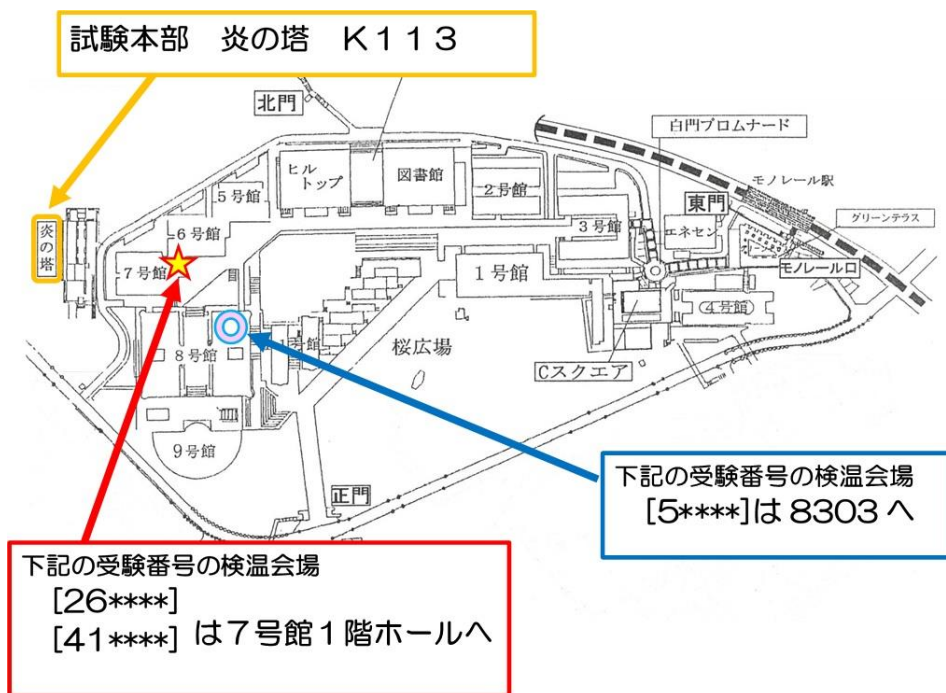 試験本部　炎の塔　K113
北門
白門プロムナード
モノレール駅
ヒル
トップ
図書館
2号館
東門
グリーンテラス
5号館
3号館
エネセン
炎の塔
6号館
7号館
1号館
モノレール口
4号館
8号館
号館
桜広場
Cスクエア
9号館
正門
下記の受験番号の検温会場
[5****]は8303へ
下記の受験番号の検温会場
[26****]
[41****] は7号館1階ホールへ